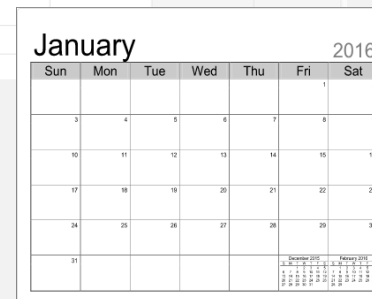 January
2016
Sun Mon Tue Wed Thu Fri Sat
1
3 4 5 6 7 8
10 11 12 13 14 15
17 18 19 20 21 22
24 25 26 27 28 29
31
December 2015 February 2016